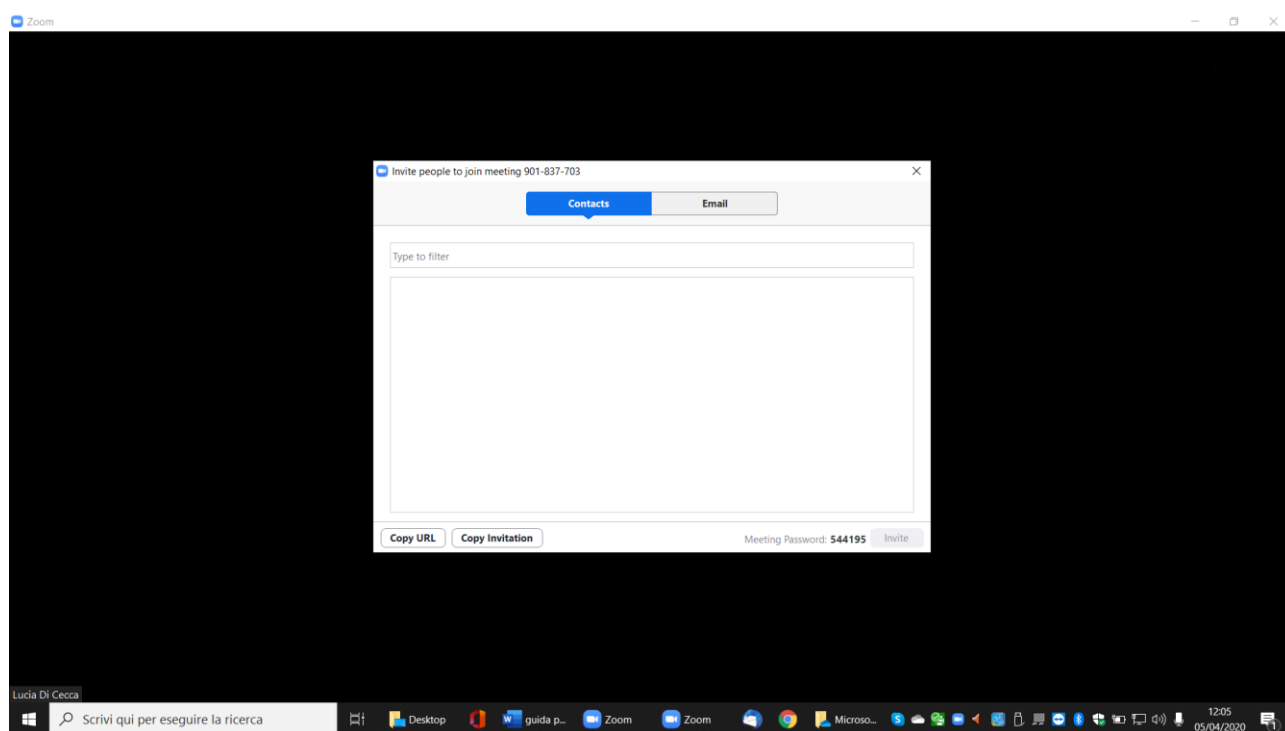 Zoom
Invite people to join meeting 901-837-703
Contacts Email
Type to filter
Copy URL Copy Invitation Meeting Password: 544195 Invite
Lucia Di Cecca
Scrivi qui per eseguire la ricerca Desktop guida p... Zoom Zoom Microso... 12:05
05/04/2020